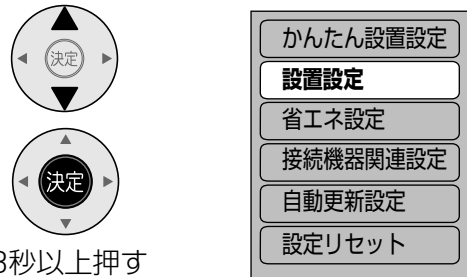 決定
決定
3秒以上押す
かんたん設置設定
設置設定
省エネ設定
接続機器関連設定
自動更新設定
設定リセット